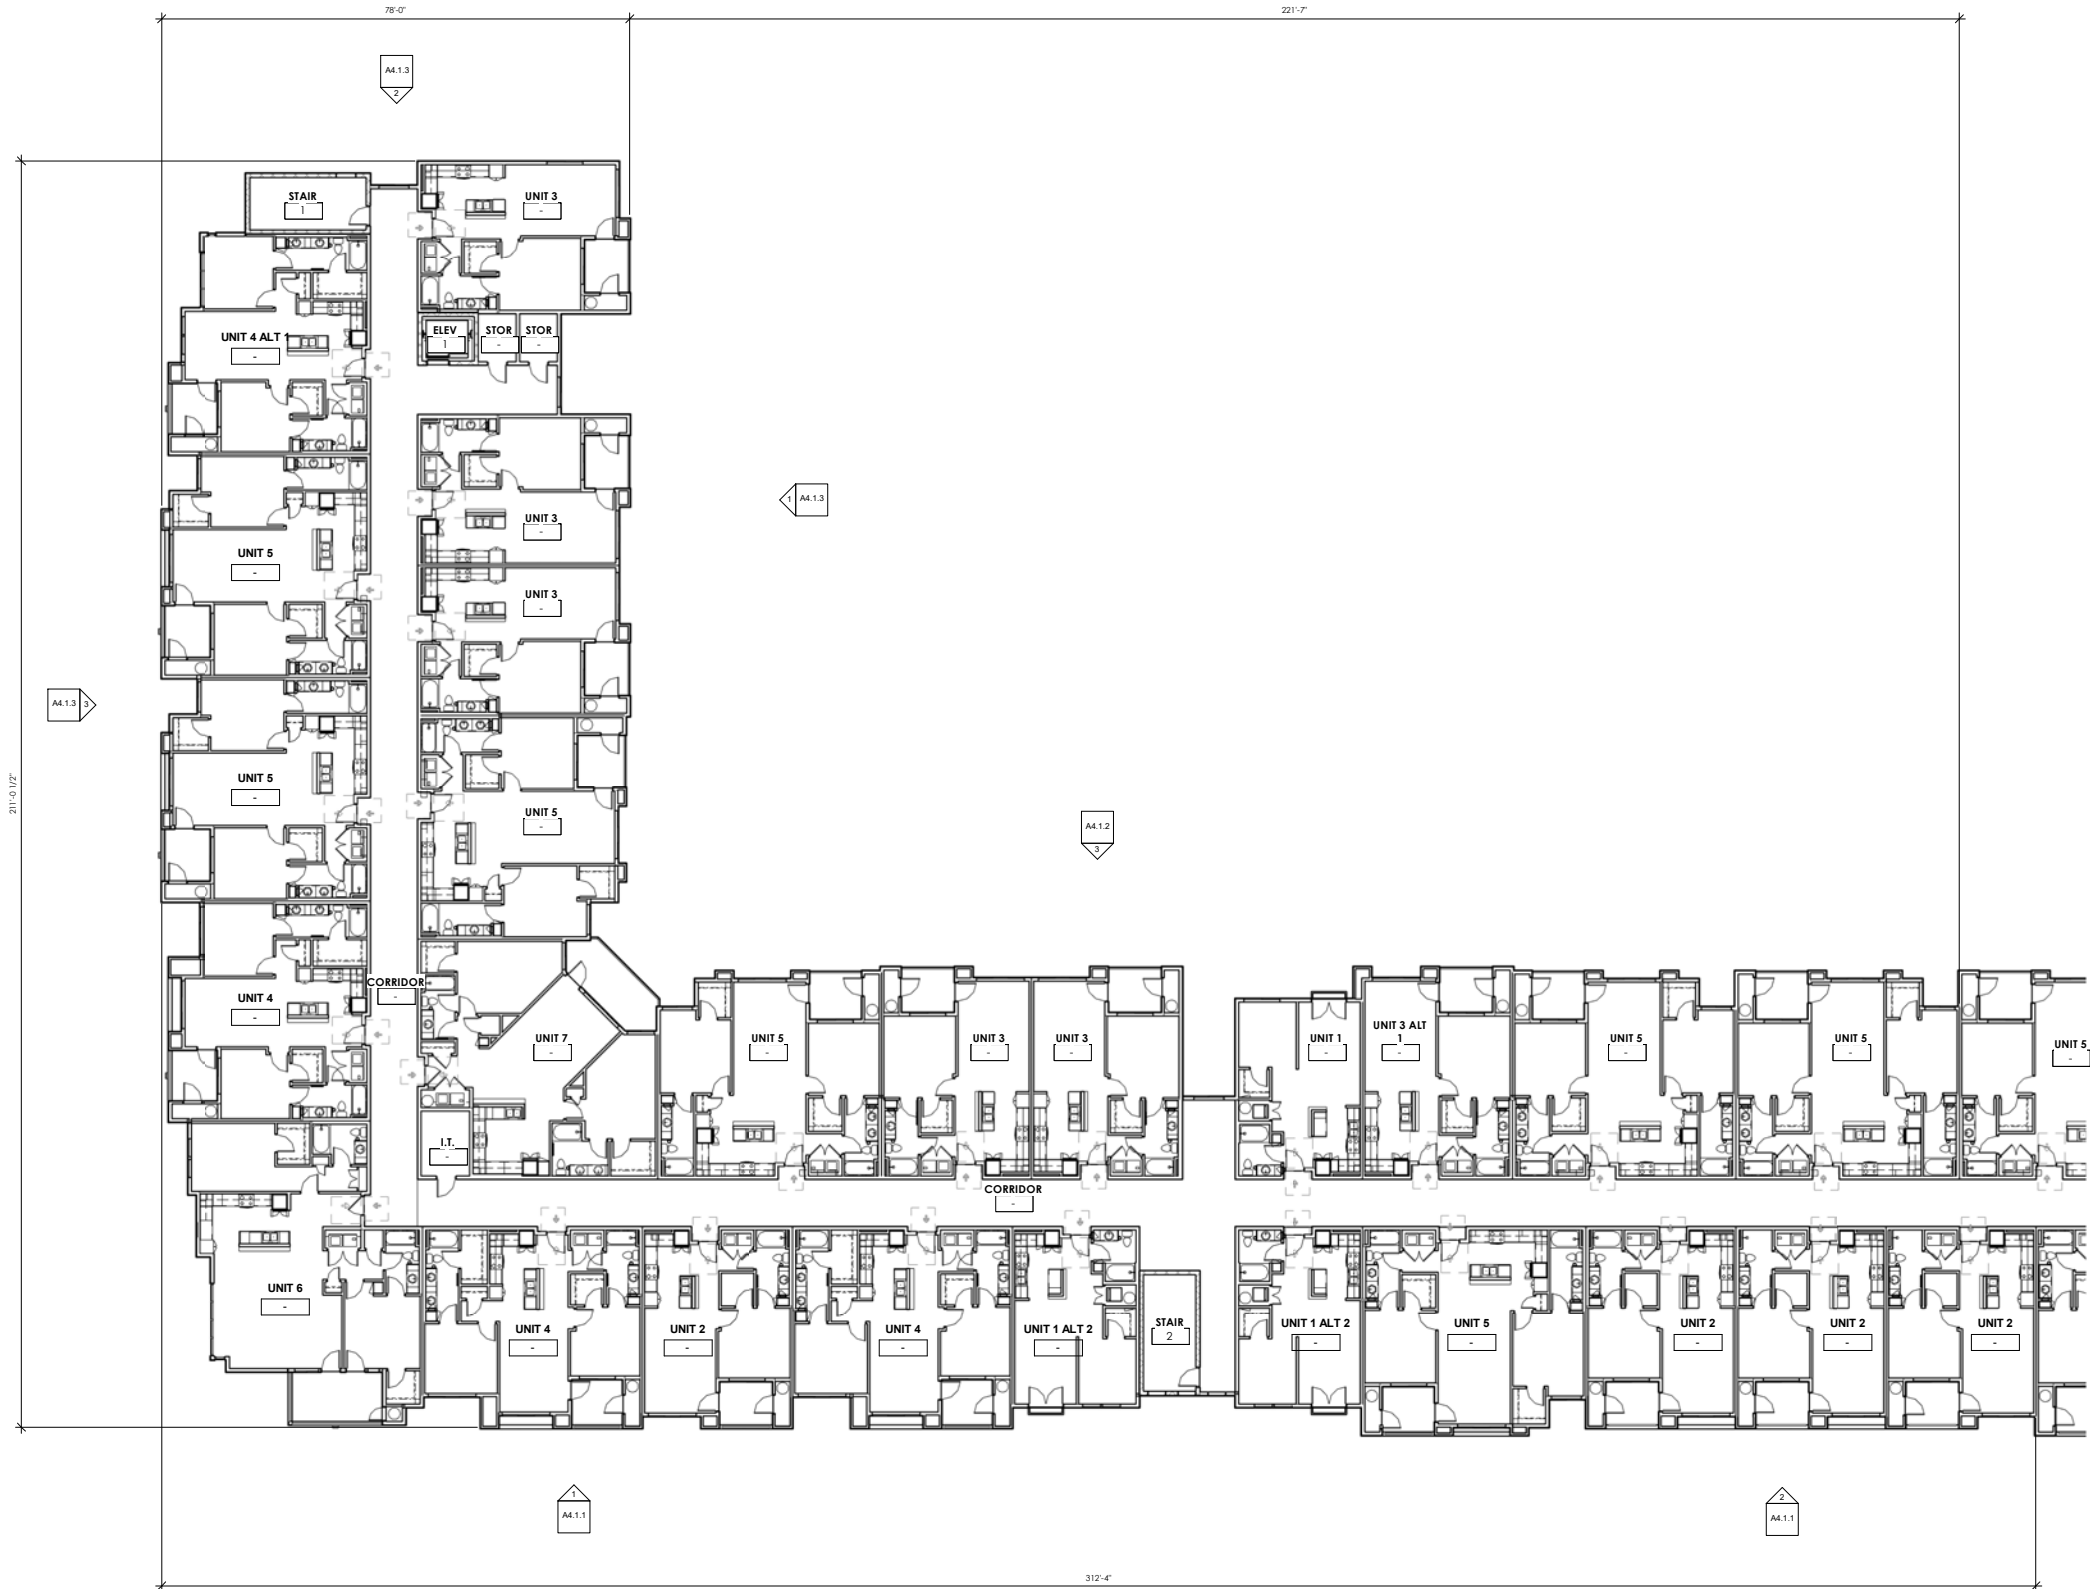 78'-0"
221'-7"
A4.1.3
2
STAIR
1
UNIT 3
-
UNIT 4 ALT 1
-
ELEV
1
STOR
-
STOR
-
1
A4.1.3
UNIT 3
-
UNIT 5
-
UNIT 3
-
A4.1.3
3
211'-0 1/2"
UNIT 5
-
UNIT 5
-
A4.1.2
3
CORRIDOR
-
UNIT 4
-
UNIT 7
-
UNIT 5
-
UNIT 3
-
UNIT 3
-
UNIT 1
-
UNIT 3 ALT
1
-
UNIT 5
-
UNIT 5
-
UNIT 5
-
I.T.
-
CORRIDOR
-
UNIT 6
-
UNIT 4
-
UNIT 2
-
UNIT 4
-
UNIT 1 ALT 2
-
STAIR
2
UNIT 1 ALT 2
-
UNIT 5
-
UNIT 2
-
UNIT 2
-
UNIT 2
-
1
A4.1.1
2
A4.1.1
312'-4"